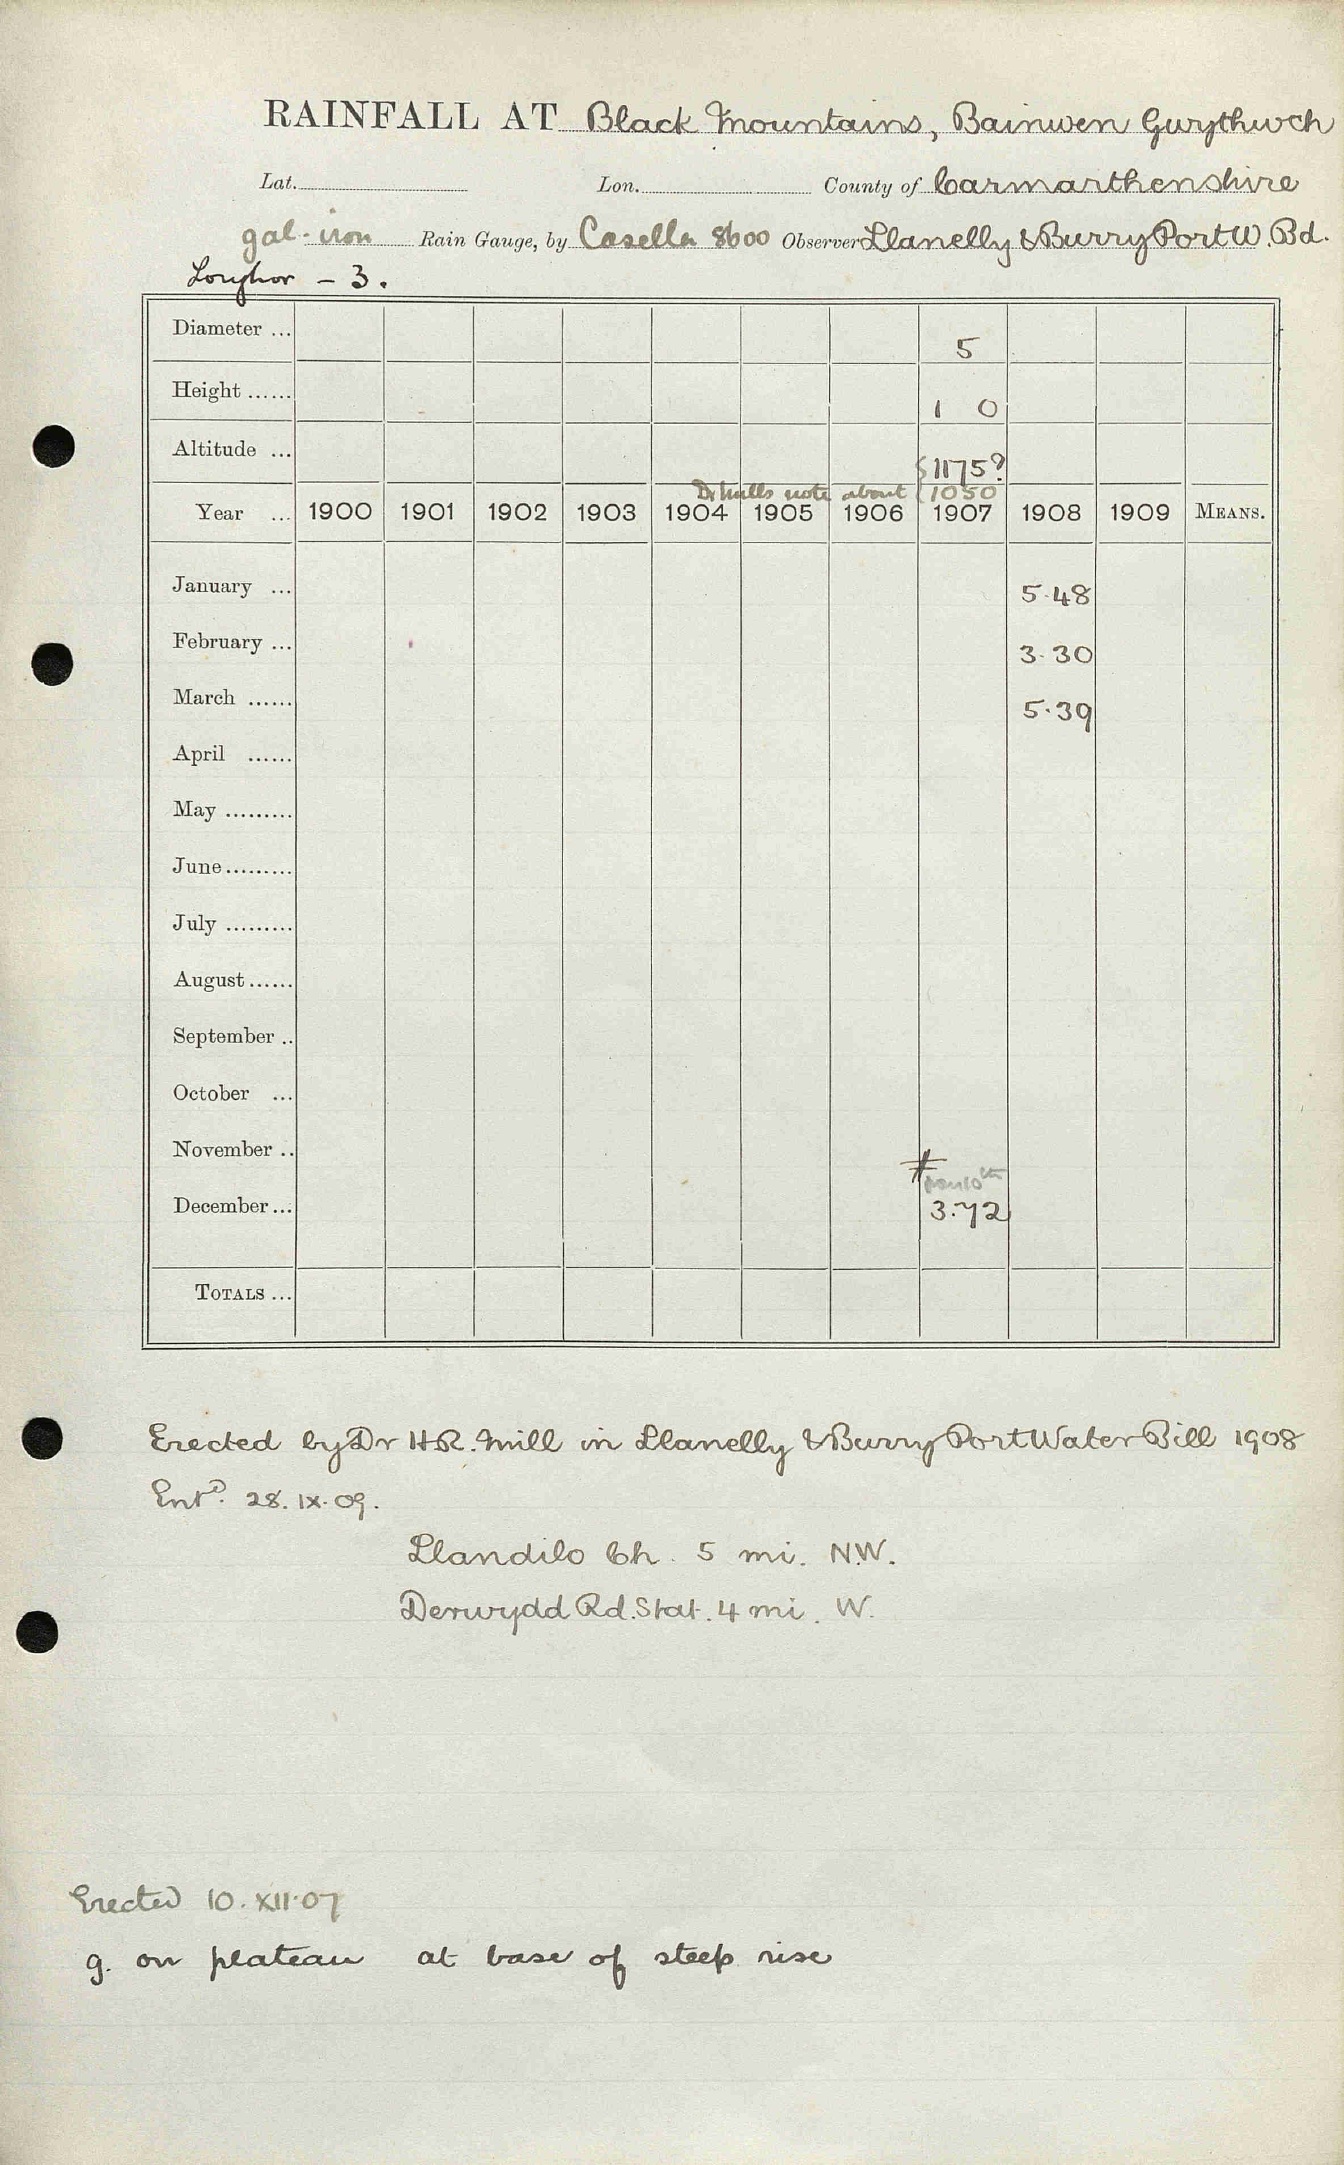 RAINFALL AT Black Mountains, Bainwen Gwythwch
Lat. Lon. County of Carmarthenshire
gal-iron Rain Gauge, by Casella 8600 Observer Llanelly & Burry Port W. Bd.
Loughor – 3.
Diameter ... 5
Height ...... 1 0
Altitude ... {1175?
Dr Mills note about {1050
Year ... 1900 1901 1902 1903 1904 1905 1906 1907 1908 1909 MEANS.
January ... 5.48
February ... 3.30
March ...... 5.39
April ......
May .........
June .........
July .........
August ......
September ..
October ...
November ..
from 10th
December ... 3.72
TOTALS ...
Erected by Dr H.R. Mill in Llanelly & Burry Port Water Bill 1908
Entd. 28.IX.09.
Llandilo Ch. 5 mi. N.W.
Derwydd Rd. Stat. 4 mi. W.
Erected 10.XII.07
g. on plateau at base of steep rise